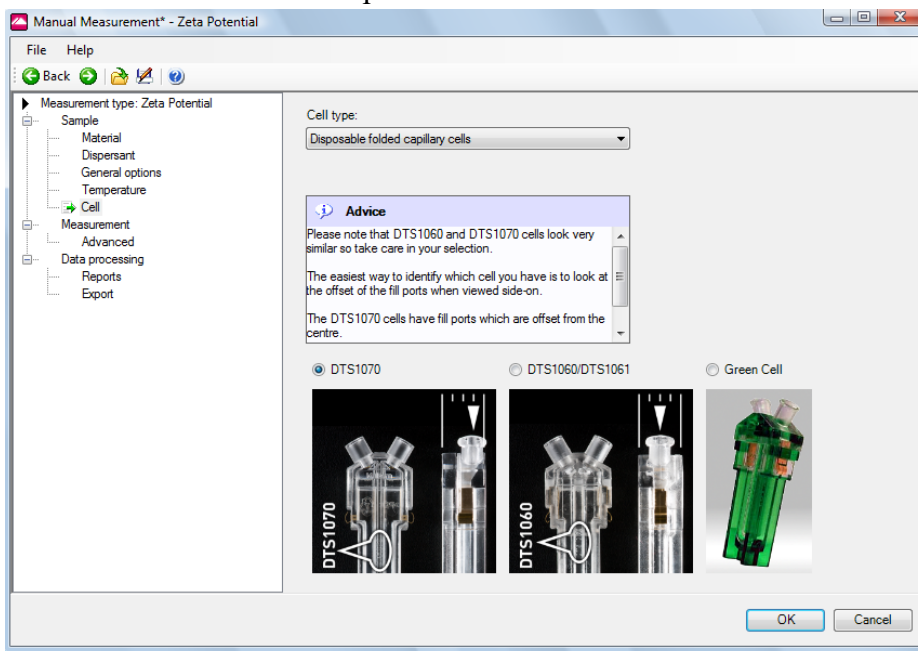 Manual Measurement* - Zeta Potential
File Help
Back
Measurement type: Zeta Potential
Sample
Material
Dispersant
General options
Temperature
Cell
Measurement
Advanced
Data processing
Reports
Export
Cell type:
Disposable folded capillary cells
Advice
Please note that DTS1060 and DTS1070 cells look very
similar so take care in your selection.
The easiest way to identify which cell you have is to look at
the offset of the fill ports when viewed side-on.
The DTS1070 cells have fill ports which are offset from the
centre.
DTS1070 DTS1060/DTS1061 Green Cell
DTS1070
DTS1060
OK Cancel